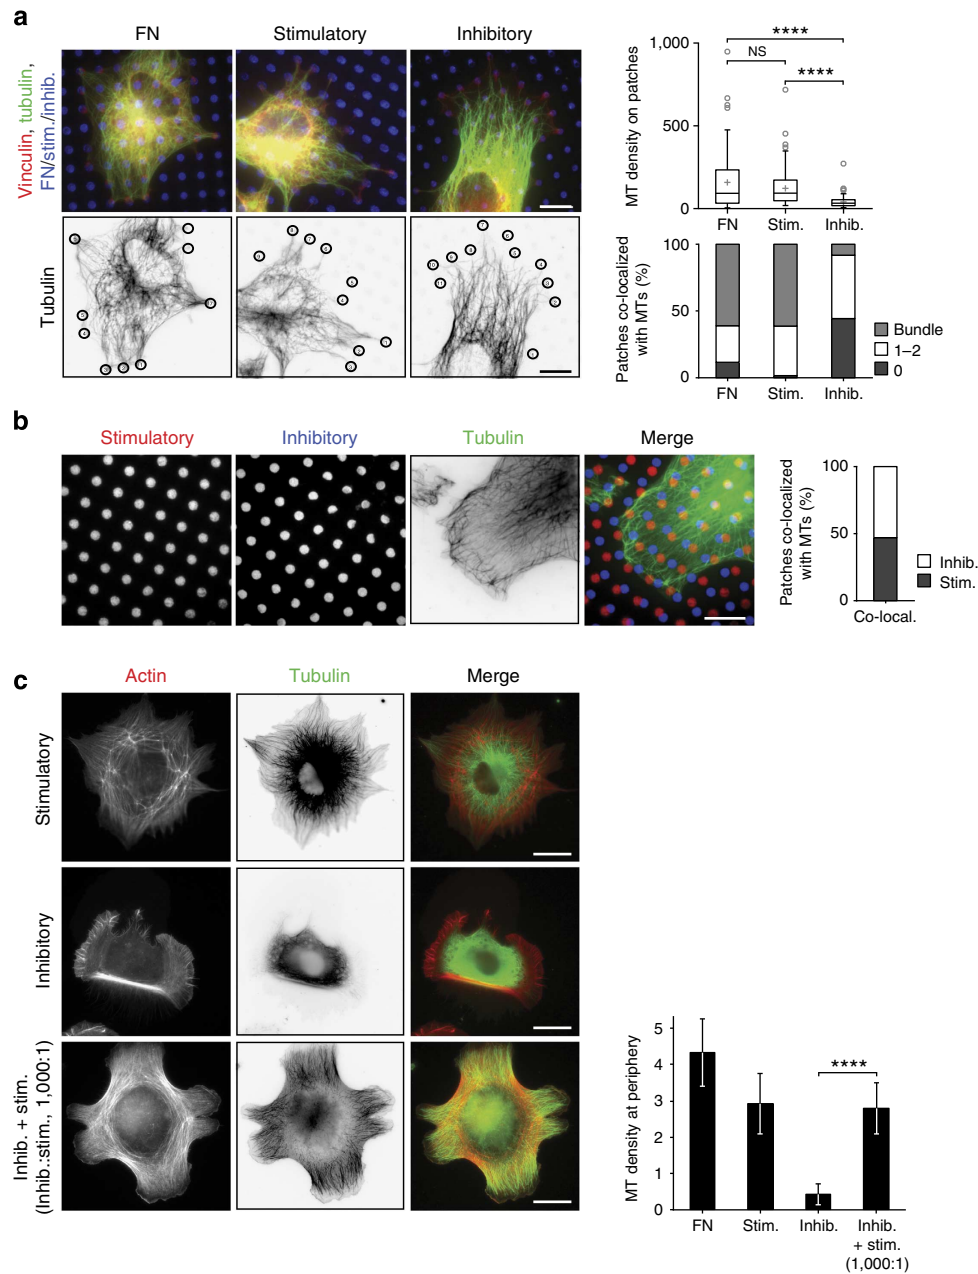 a
FN
Stimulatory
Inhibitory
Vinculin, tubulin,
FN/stim./inhib.
Tubulin
MT density on patches
1,000
500
0
****
NS
****
FN
Stim.
Inhib.
Patches co-localized
with MTs (%)
100
50
0
FN
Stim.
Inhib.
Bundle
1–2
0
b
Stimulatory
Inhibitory
Tubulin
Merge
Patches co-localized
with MTs (%)
100
50
0
Co-local.
Inhib.
Stim.
c
Actin
Tubulin
Merge
Stimulatory
Inhibitory
Inhib. + stim.
(Inhib.:stim., 1,000:1)
MT density at periphery
5
4
3
2
1
0
****
FN
Stim.
Inhib.
Inhib.
+ stim.
(1,000:1)